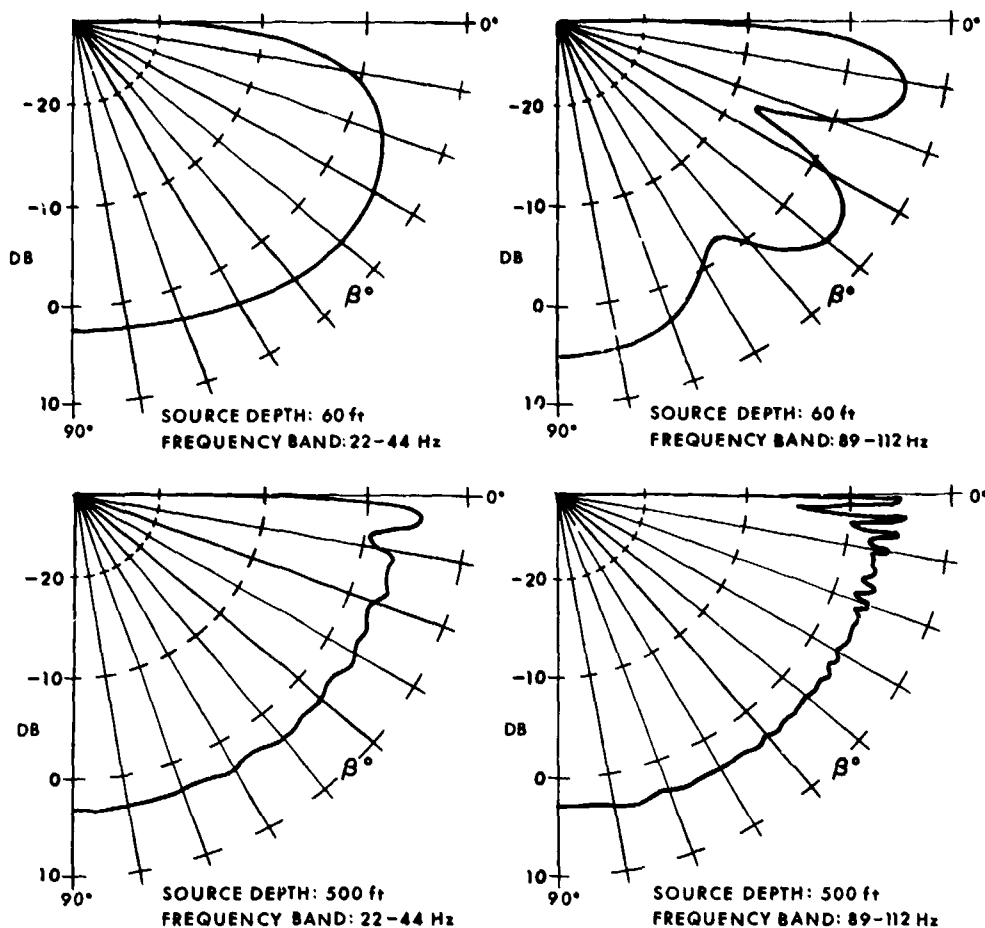 0°
-20
-10
DB
0
10
90°
β°
SOURCE DEPTH: 60 ft
FREQUENCY BAND: 22-44 Hz
0°
-20
-10
DB
0
10
90°
β°
SOURCE DEPTH: 60 ft
FREQUENCY BAND: 89-112 Hz
0°
-20
-10
DB
0
10
90°
β°
SOURCE DEPTH: 500 ft
FREQUENCY BAND: 22-44 Hz
0°
-20
-10
DB
0
10
90°
β°
SOURCE DEPTH: 500 ft
FREQUENCY BAND: 89-112 Hz